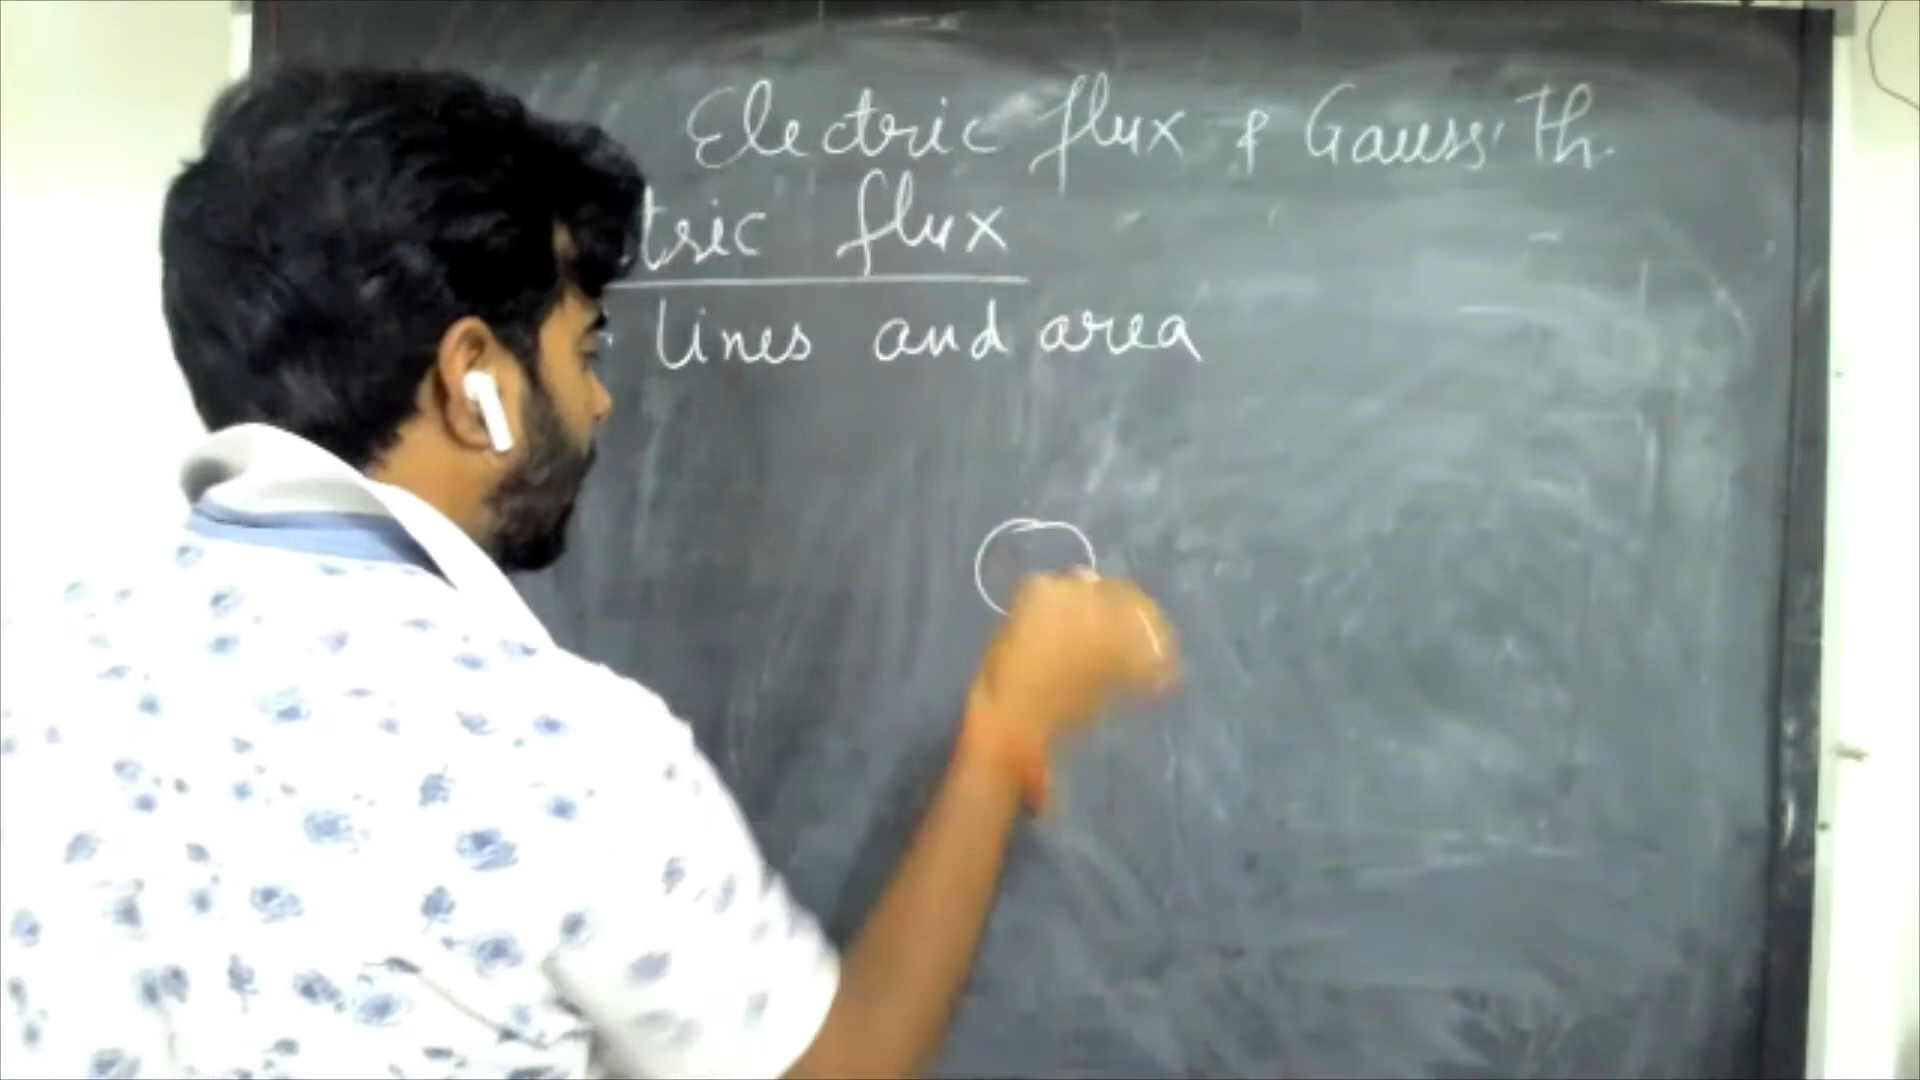 Electric flux & Gauss' Th.
tric flux
lines and area